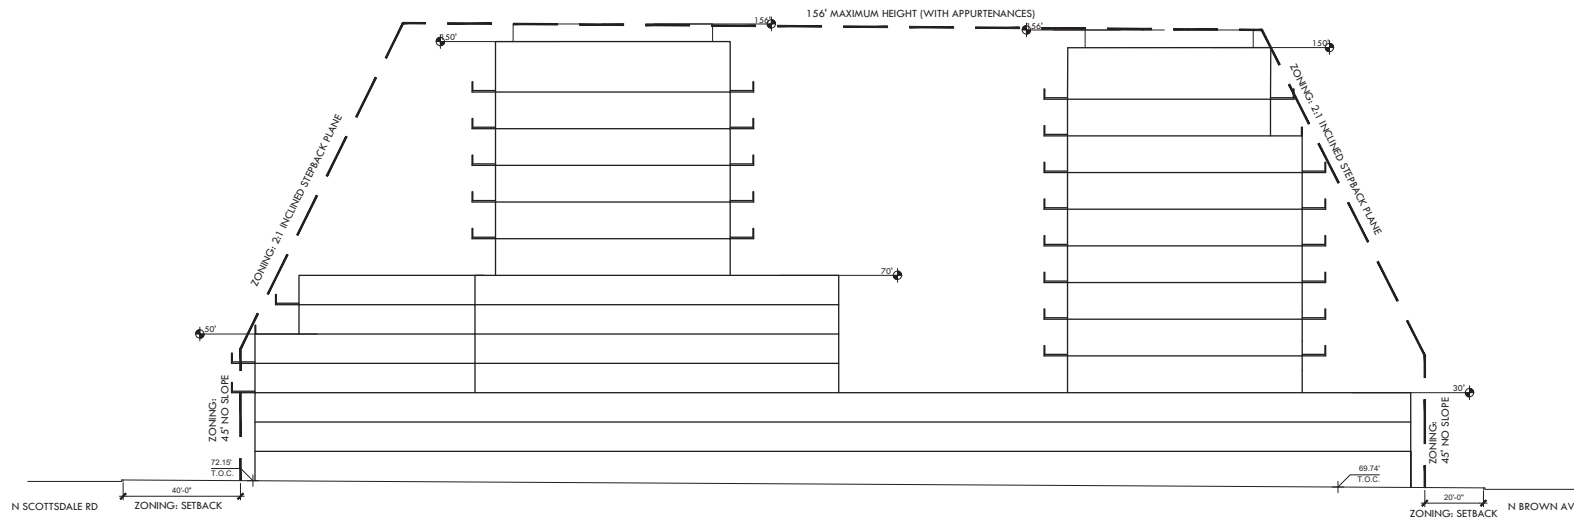 156' MAXIMUM HEIGHT (WITH APPURTENANCES)
156'
156'
150'
150'
ZONING: 2:1 INCLINED STEPBACK PLANE
ZONING: 2:1 INCLINED STEPBACK PLANE
70'
50'
30'
ZONING:
45' NO SLOPE
ZONING:
45' NO SLOPE
72.15'
T.O.C.
69.74'
T.O.C.
40'-0"
20'-0"
N SCOTTSDALE RD
ZONING: SETBACK
ZONING: SETBACK
N BROWN AV